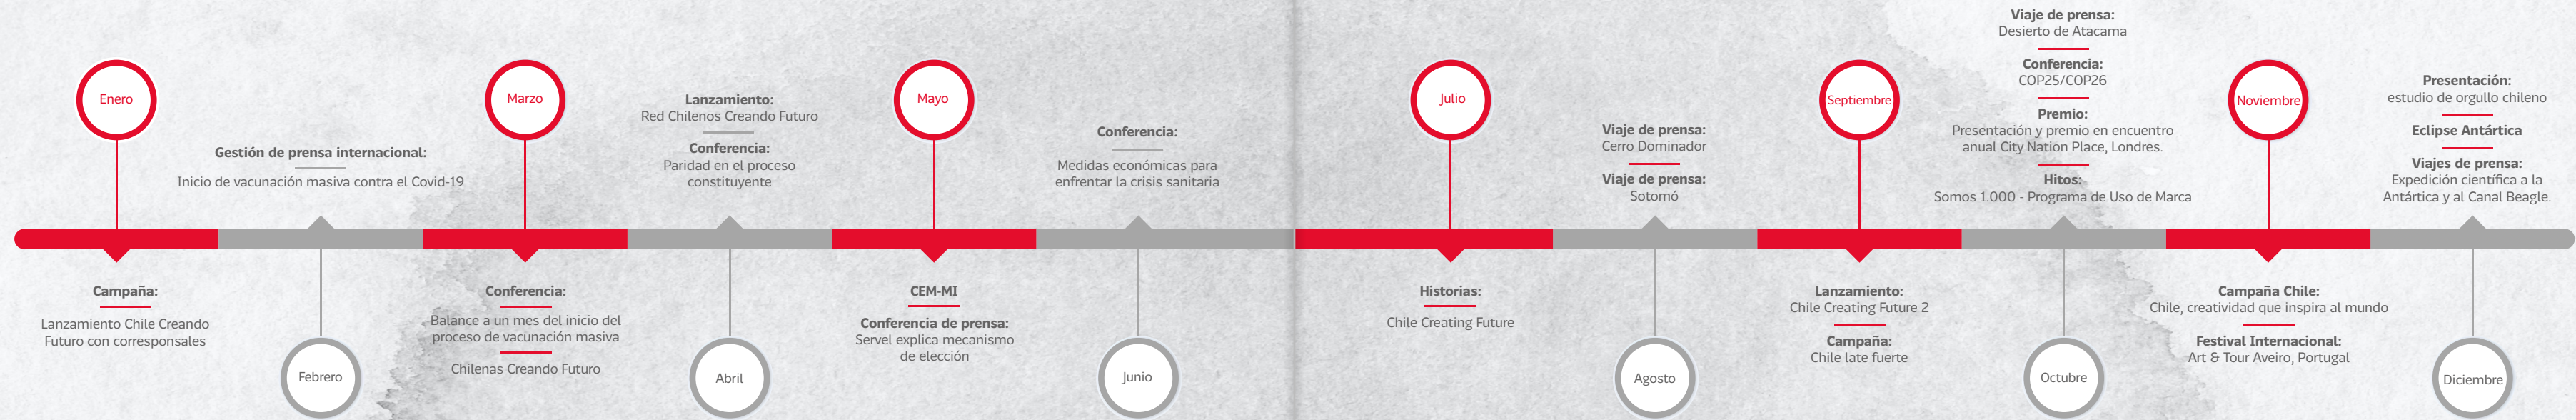 Enero
Campaña:
Lanzamiento Chile Creando
Futuro con corresponsales
Gestión de prensa internacional:
Inicio de vacunación masiva contra el Covid-19
Febrero
Marzo
Conferencia:
Balance a un mes del inicio del
proceso de vacunación masiva
Chilenas Creando Futuro
Lanzamiento:
Red Chilenos Creando Futuro
Conferencia:
Paridad en el proceso
constituyente
Abril
Mayo
CEM-MI
Conferencia de prensa:
Servel explica mecanismo
de elección
Conferencia:
Medidas económicas para
enfrentar la crisis sanitaria
Junio
Julio
Historias:
Chile Creating Future
Viaje de prensa:
Cerro Dominador
Viaje de prensa:
Sotomó
Agosto
Septiembre
Lanzamiento:
Chile Creating Future 2
Campaña:
Chile late fuerte
Viaje de prensa:
Desierto de Atacama
Conferencia:
COP25/COP26
Premio:
Presentación y premio en encuentro
anual City Nation Place, Londres.
Hitos:
Somos 1.000 - Programa de Uso de Marca
Octubre
Noviembre
Campaña Chile:
Chile, creatividad que inspira al mundo
Festival Internacional:
Art & Tour Aveiro, Portugal
Presentación:
estudio de orgullo chileno
Eclipse Antártica
Viajes de prensa:
Expedición científica a la
Antártica y al Canal Beagle.
Diciembre